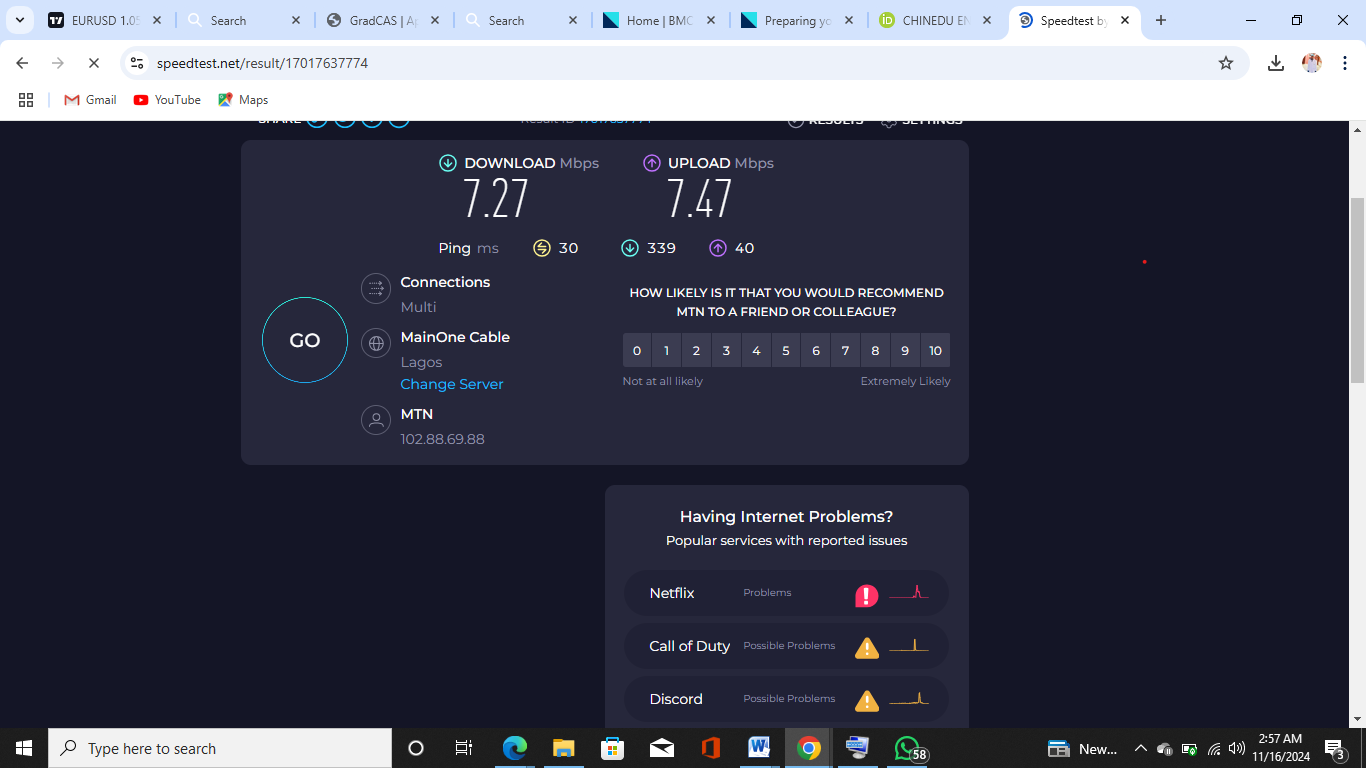 EURUSD 1.05
Search
GradCAS | Ap
Search
Home | BMC
Preparing yo
CHINEDU EN
Speedtest by
speedtest.net/result/17017637774
Gmail
YouTube
Maps
SHARE
Result ID 17017637774
RESULTS
SETTINGS
DOWNLOAD Mbps
UPLOAD Mbps
7.27
7.47
Ping ms 30 339 40
Connections
Multi
MainOne Cable
Lagos
Change Server
MTN
102.88.69.88
GO
HOW LIKELY IS IT THAT YOU WOULD RECOMMEND
MTN TO A FRIEND OR COLLEAGUE?
0 1 2 3 4 5 6 7 8 9 10
Not at all likely
Extremely Likely
Having Internet Problems?
Popular services with reported issues
Netflix Problems
Call of Duty Possible Problems
Discord Possible Problems
Type here to search
58
New...
2:57 AM
11/16/2024
3